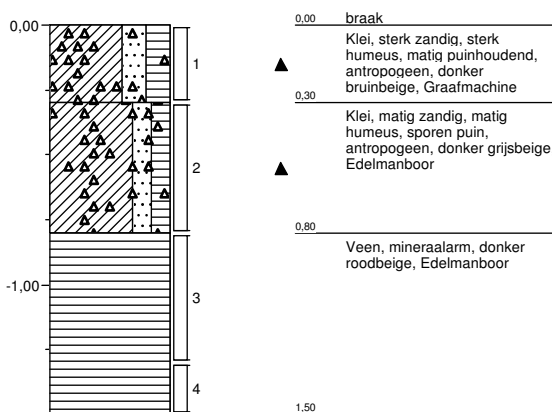 0,00
-1,00
1
2
3
4
0,00
braak
Klei, sterk zandig, sterk
humeus, matig puinhoudend,
antropogeen, donker
bruinbeige, Graafmachine
0,30
Klei, matig zandig, matig
humeus, sporen puin,
antropogeen, donker grijsbeige
Edelmanboor
0,80
Veen, mineraalarm, donker
roodbeige, Edelmanboor
1,50